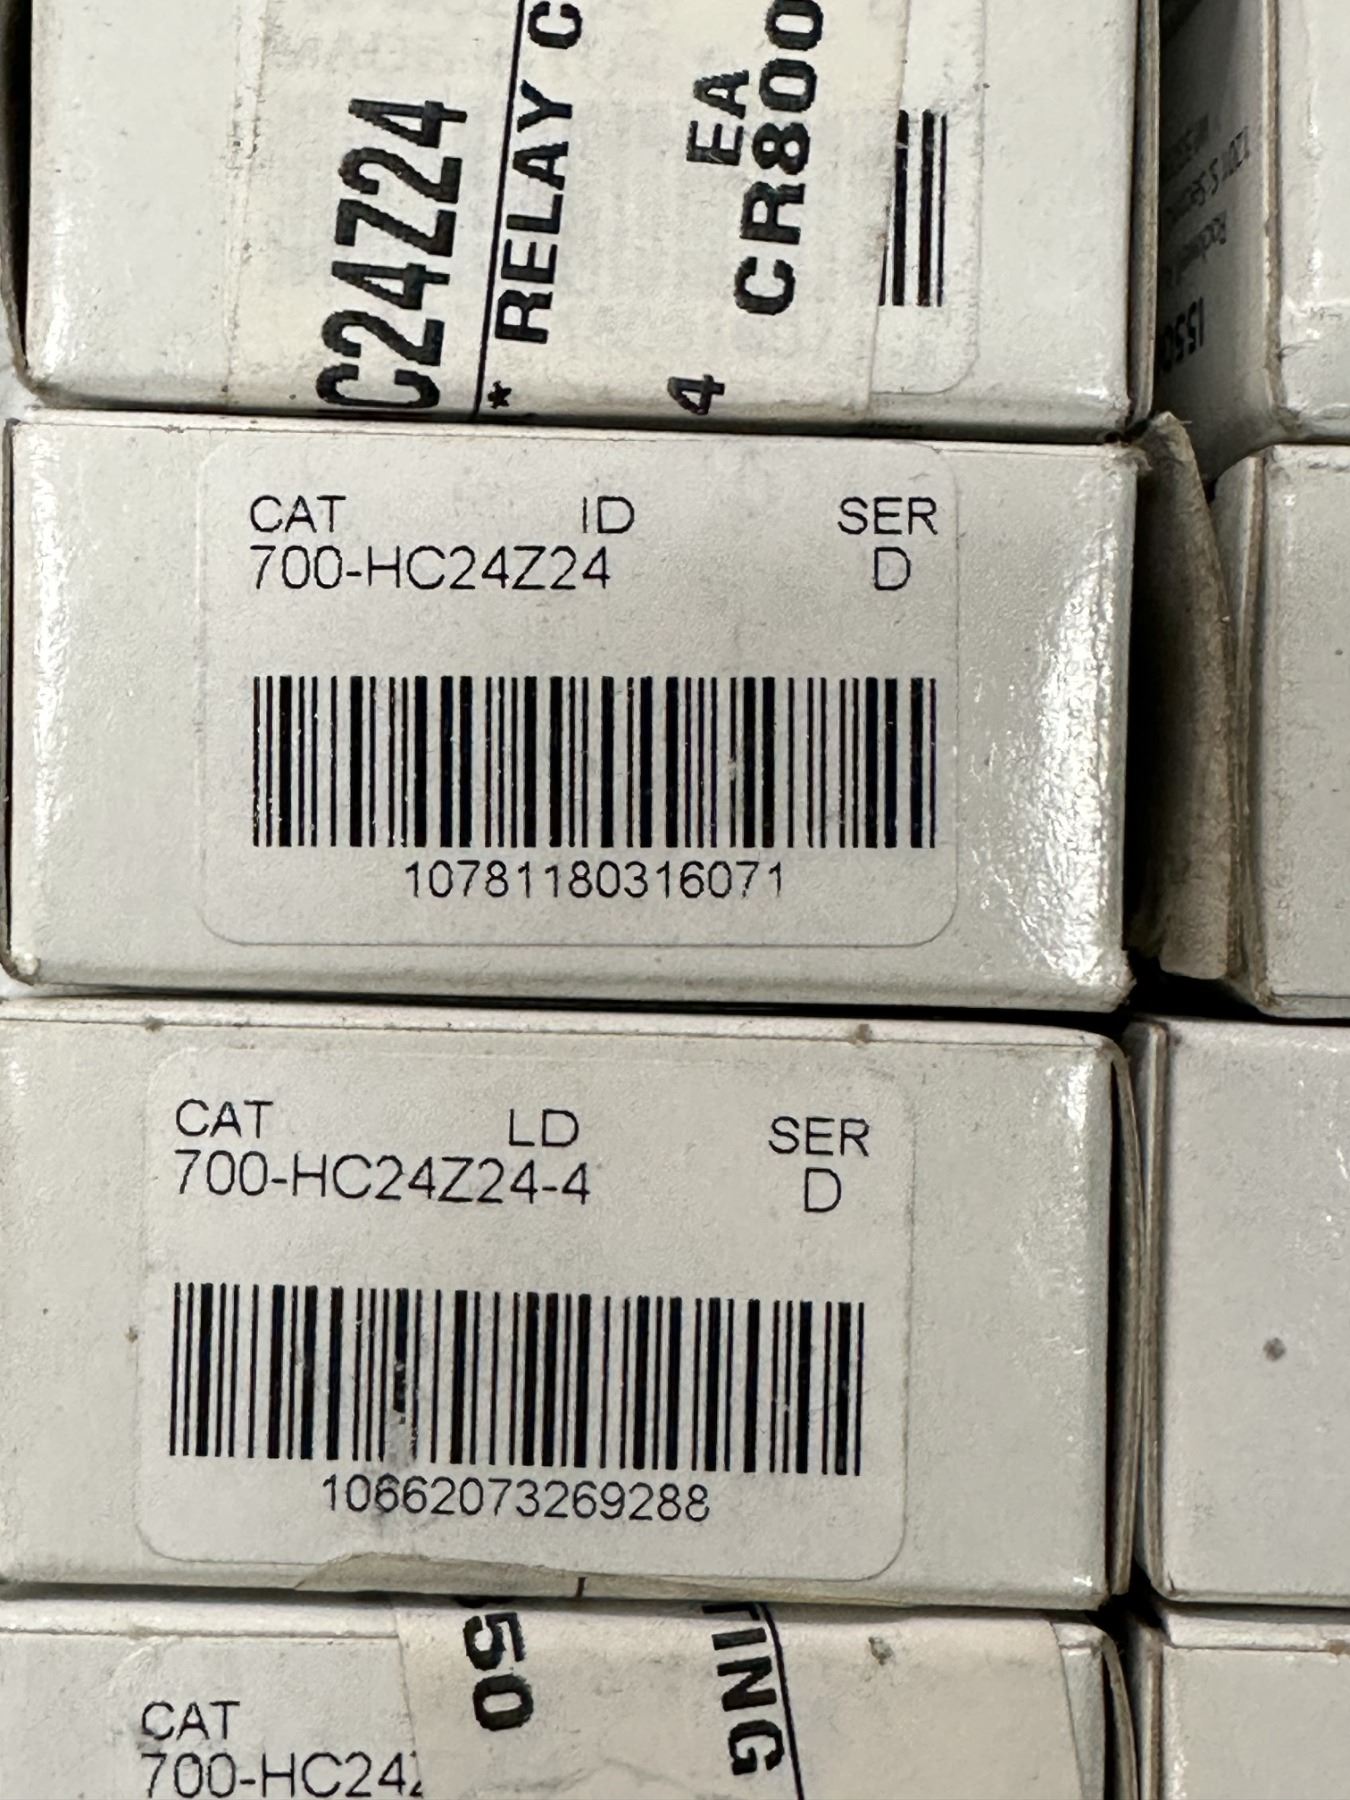 C24Z24
* RELAY C
EA
4 CR800
CAT ID SER
700-HC24Z24 D
10781180316071
CAT LD SER
700-HC24Z24-4 D
10662073269288
50
ING
CAT
700-HC24